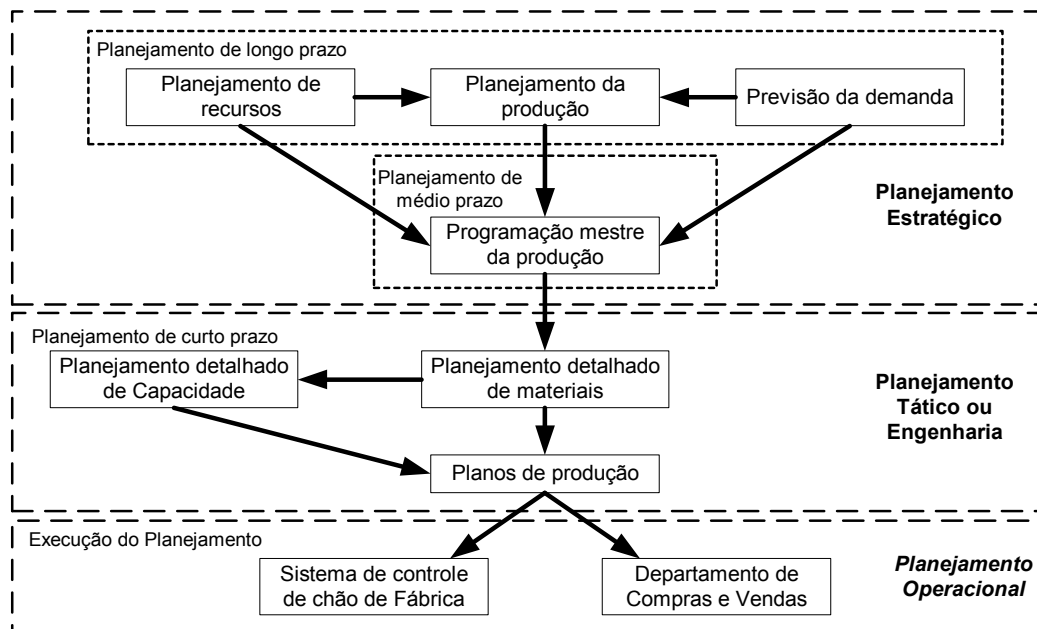 Planejamento de longo prazo
Planejamento de
recursos
Planejamento da
produção
Previsão da demanda
Planejamento de
médio prazo
Programação mestre
da produção
Planejamento
Estratégico
Planejamento de curto prazo
Planejamento detalhado
de Capacidade
Planejamento detalhado
de materiais
Planos de produção
Planejamento
Tático ou
Engenharia
Execução do Planejamento
Sistema de controle
de chão de Fábrica
Departamento de
Compras e Vendas
Planejamento
Operacional